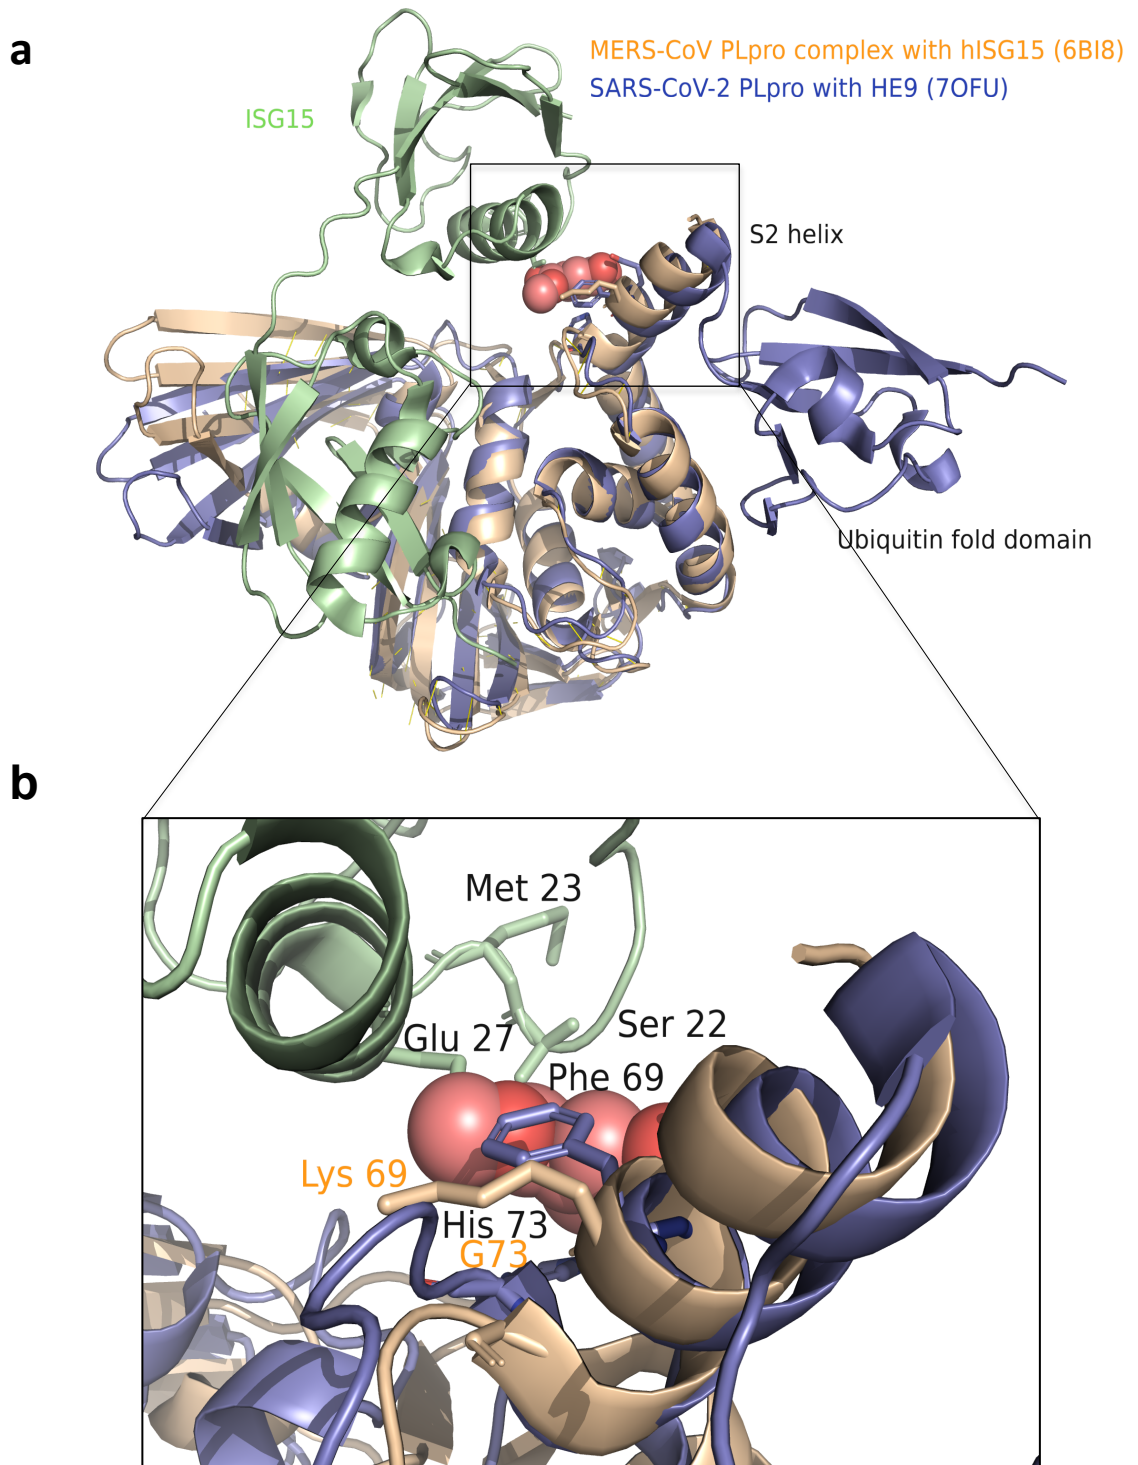 a
MERS-CoV PLpro complex with hISG15 (6BI8)
SARS-CoV-2 PLpro with HE9 (7OFU)
ISG15
S2 helix
Ubiquitin fold domain
b
Met 23
Glu 27
Ser 22
Phe 69
Lys 69
His 73
G73